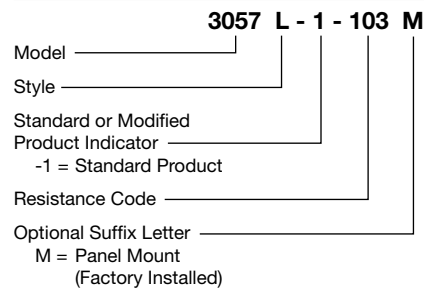 3057 L - 1 - 103 M
Model
Style
Standard or Modified
Product Indicator
-1 = Standard Product
Resistance Code
Optional Suffix Letter
M = Panel Mount
(Factory Installed)